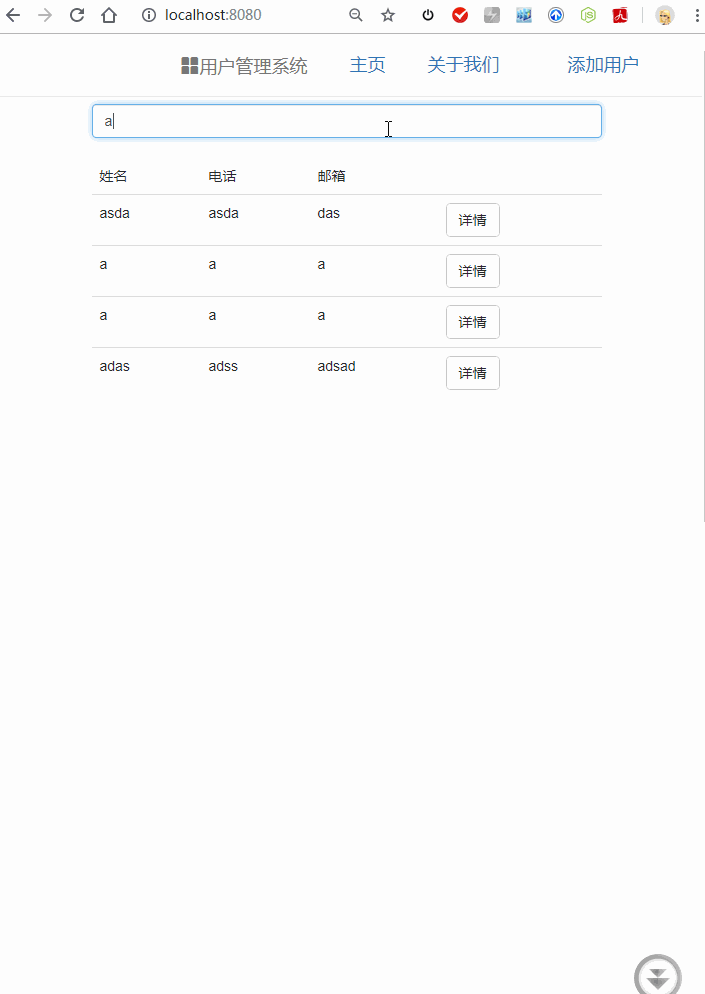 localhost:8080
用户管理系统 主页 关于我们 添加用户
a
姓名 电话 邮箱
asda asda das 详情
a a a 详情
a a a 详情
adas adss adsad 详情